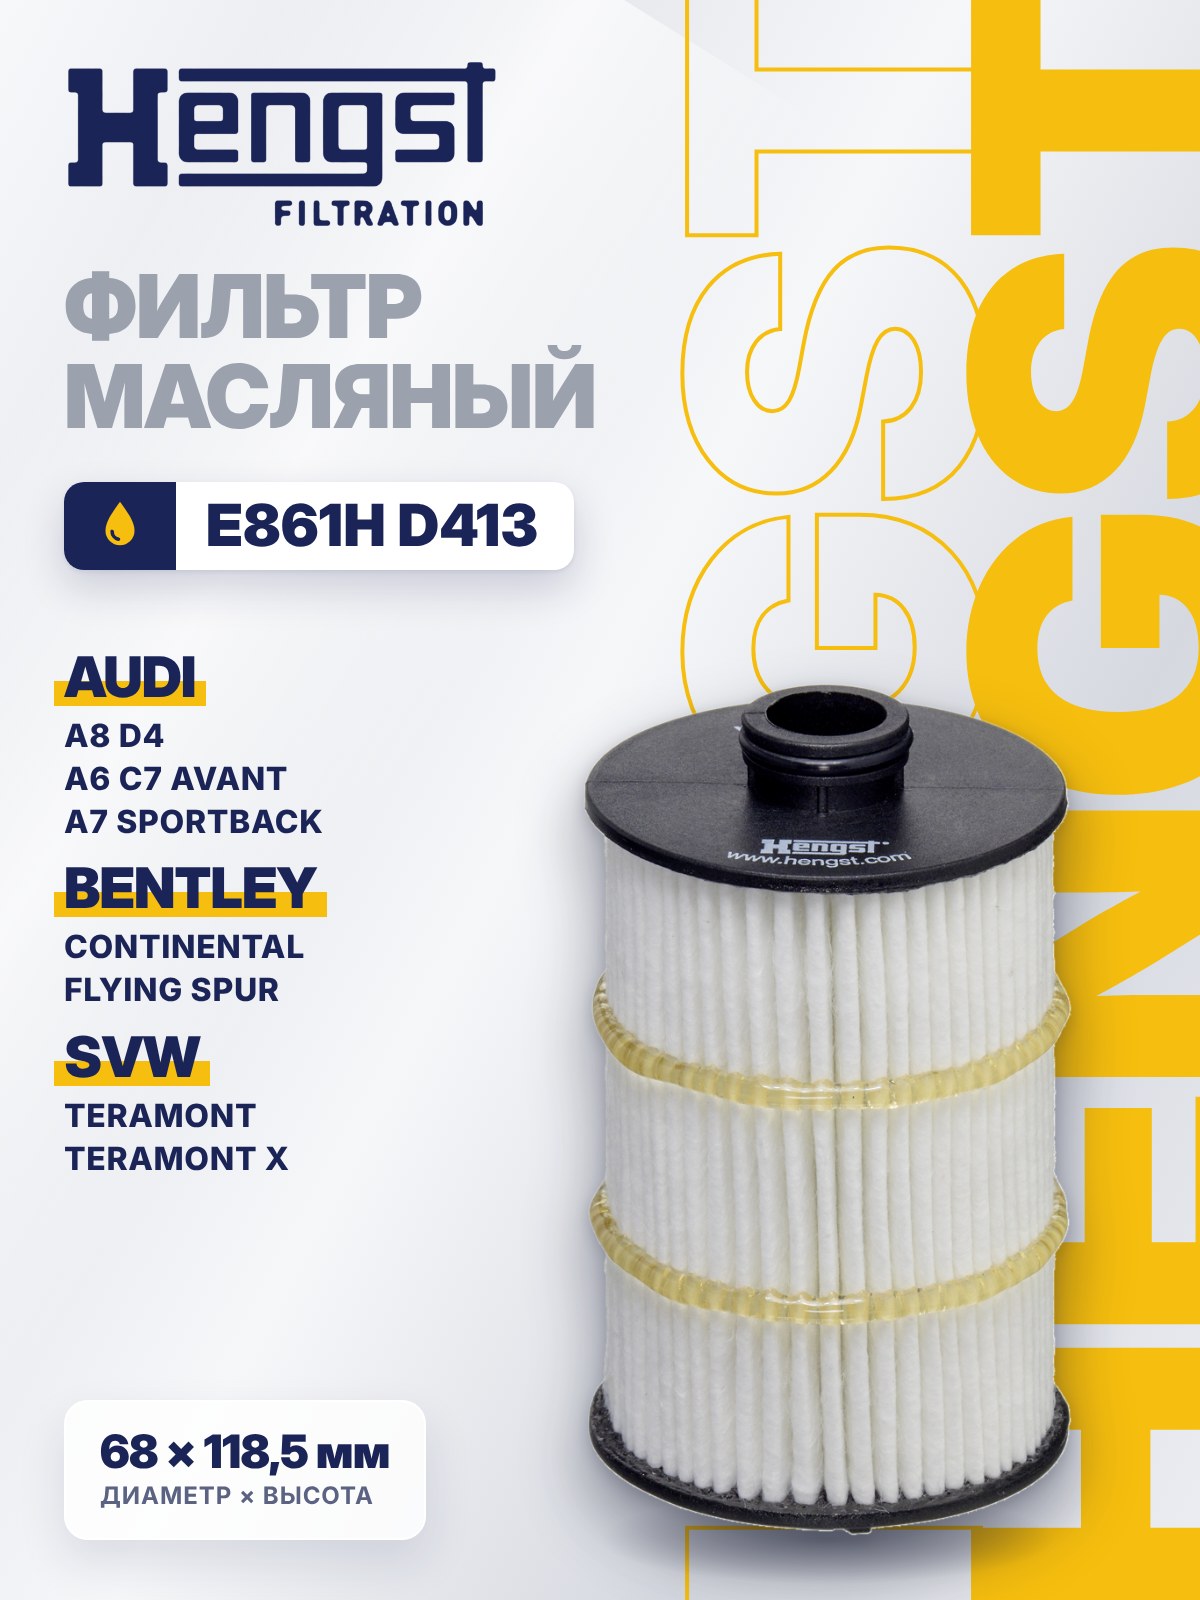 Hengst
FILTRATION
ФИЛЬТР
МАСЛЯНЫЙ
E861H D413
AUDI
A8 D4
A6 C7 AVANT
A7 SPORTBACK
BENTLEY
CONTINENTAL
FLYING SPUR
SVW
TERAMONT
TERAMONT X
68 × 118,5 мм
ДИАМЕТР × ВЫСОТА
Hengst
www.hengst.com
HENGST
HENGST